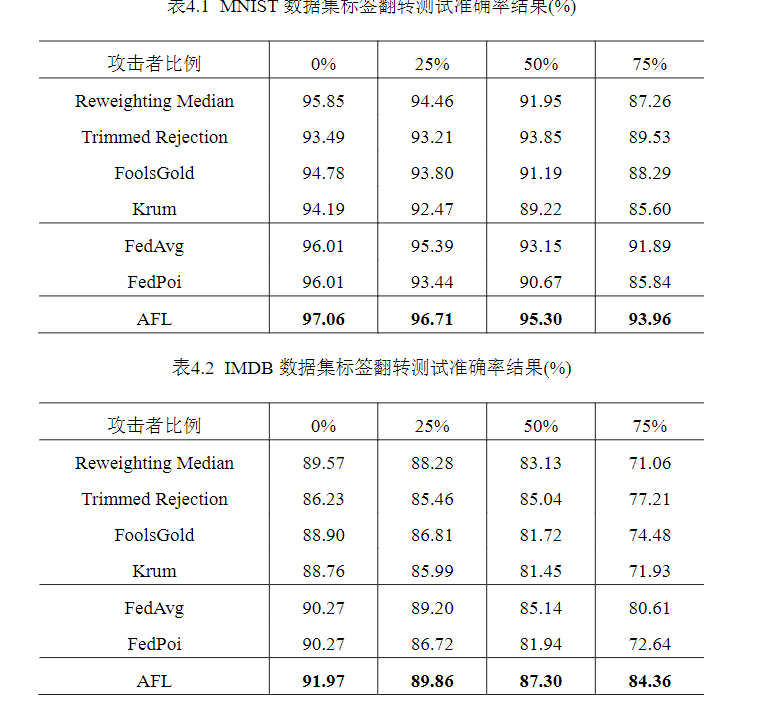 表4.1 MNIST 数据集标签翻转测试准确率结果(%)
攻击者比例 0% 25% 50% 75%
Reweighting Median 95.85 94.46 91.95 87.26
Trimmed Rejection 93.49 93.21 93.85 89.53
FoolsGold 94.78 93.80 91.19 88.29
Krum 94.19 92.47 89.22 85.60
FedAvg 96.01 95.39 93.15 91.89
FedPoi 96.01 93.44 90.67 85.84
AFL 97.06 96.71 95.30 93.96
表4.2 IMDB 数据集标签翻转测试准确率结果(%)
攻击者比例 0% 25% 50% 75%
Reweighting Median 89.57 88.28 83.13 71.06
Trimmed Rejection 86.23 85.46 85.04 77.21
FoolsGold 88.90 86.81 81.72 74.48
Krum 88.76 85.99 81.45 71.93
FedAvg 90.27 89.20 85.14 80.61
FedPoi 90.27 86.72 81.94 72.64
AFL 91.97 89.86 87.30 84.36